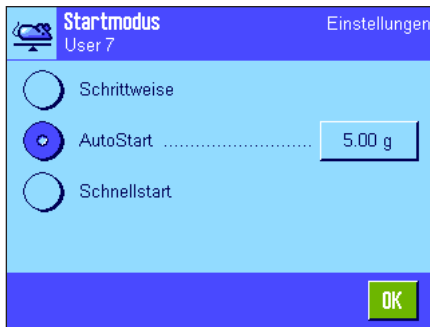 Startmodus Einstellungen
User 7
Schrittweise
AutoStart ............................ 5.00 g
Schnellstart
OK